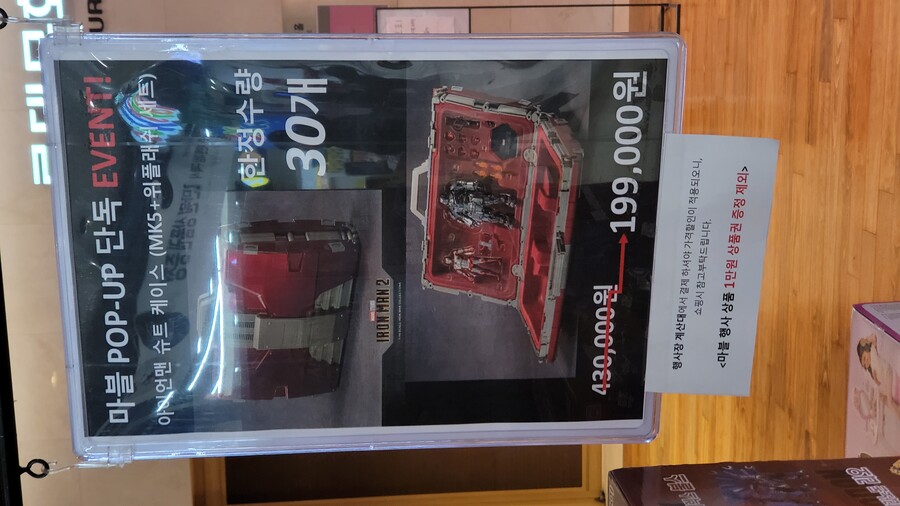 마블 POP-UP 단독 EVENT!
아이언맨 슈트 케이스 (MK5+위플래쉬 세트)
한정수량
30개
IRON MAN 2
430,000원
199,000원
행사장 계산대에서 결제 하셔야 가격할인이 적용되오니,
쇼핑시 참고부탁드립니다.
<마블 행사 상품 1만원 상품권 증정 제외>